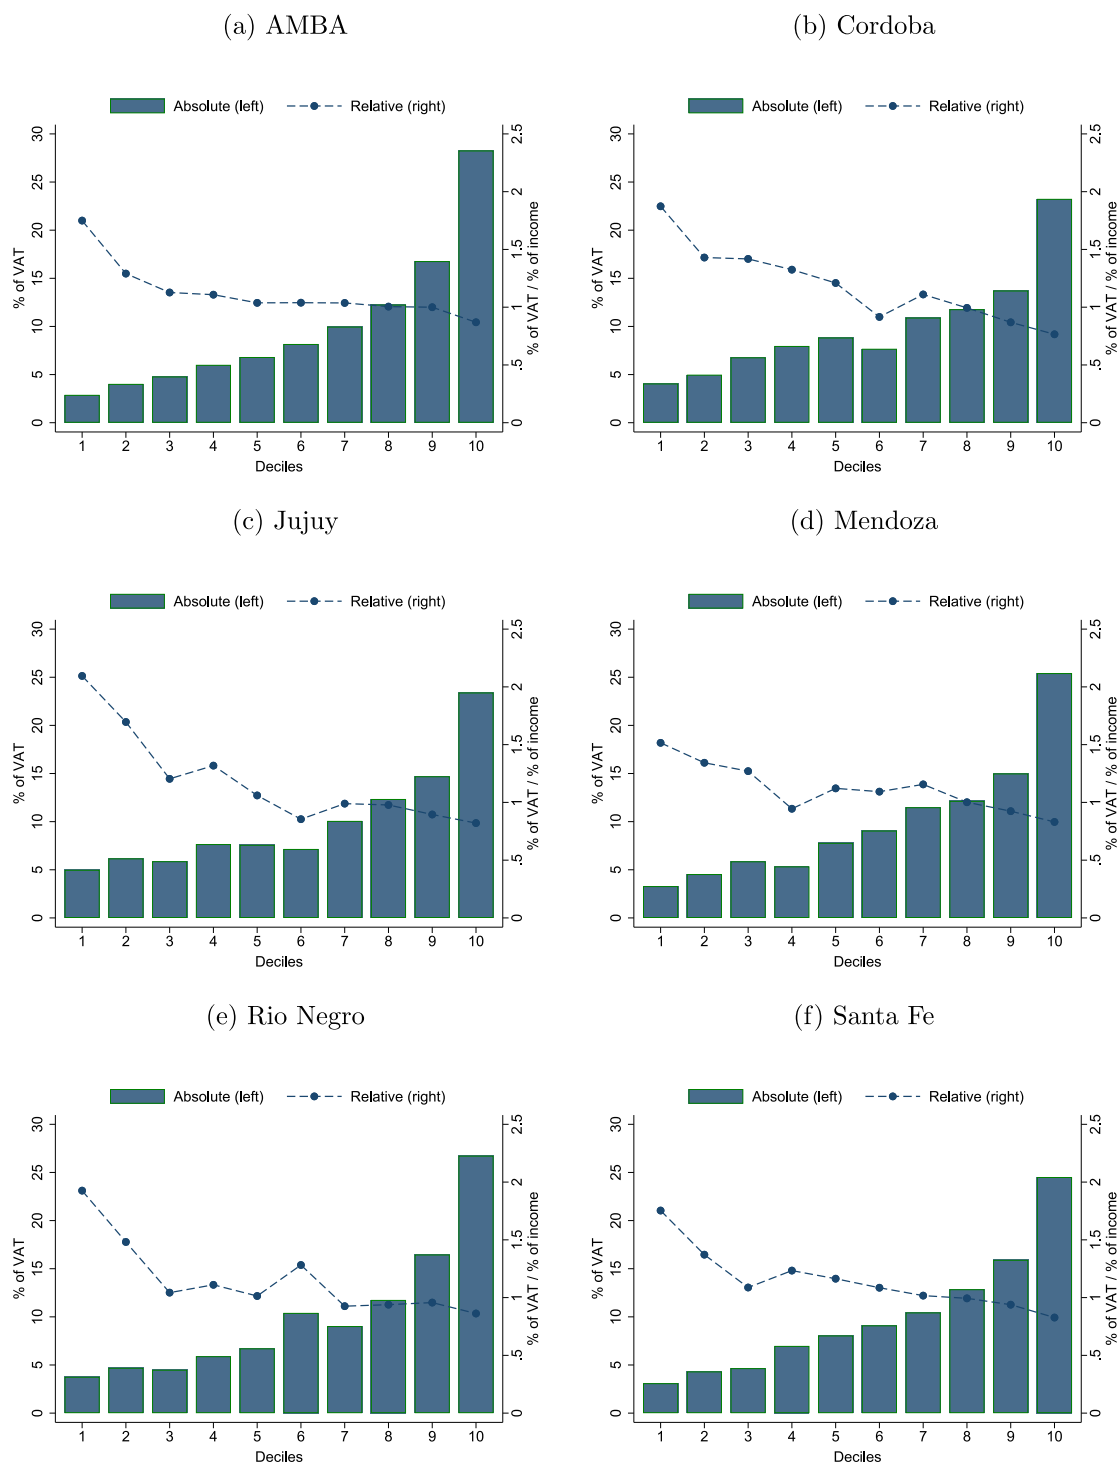 (a) AMBA
Absolute (left) Relative (right)
% of VAT
0 5 10 15 20 25 30
% of VAT / % of income
0 .5 1 1.5 2 2.5
1 2 3 4 5 6 7 8 9 10
Deciles
(b) Cordoba
Absolute (left) Relative (right)
% of VAT
0 5 10 15 20 25 30
% of VAT / % of income
0 .5 1 1.5 2 2.5
1 2 3 4 5 6 7 8 9 10
Deciles
(c) Jujuy
Absolute (left) Relative (right)
% of VAT
0 5 10 15 20 25 30
% of VAT / % of income
0 .5 1 1.5 2 2.5
1 2 3 4 5 6 7 8 9 10
Deciles
(d) Mendoza
Absolute (left) Relative (right)
% of VAT
0 5 10 15 20 25 30
% of VAT / % of income
0 .5 1 1.5 2 2.5
1 2 3 4 5 6 7 8 9 10
Deciles
(e) Rio Negro
Absolute (left) Relative (right)
% of VAT
0 5 10 15 20 25 30
% of VAT / % of income
0 .5 1 1.5 2 2.5
1 2 3 4 5 6 7 8 9 10
Deciles
(f) Santa Fe
Absolute (left) Relative (right)
% of VAT
0 5 10 15 20 25 30
% of VAT / % of income
0 .5 1 1.5 2 2.5
1 2 3 4 5 6 7 8 9 10
Deciles